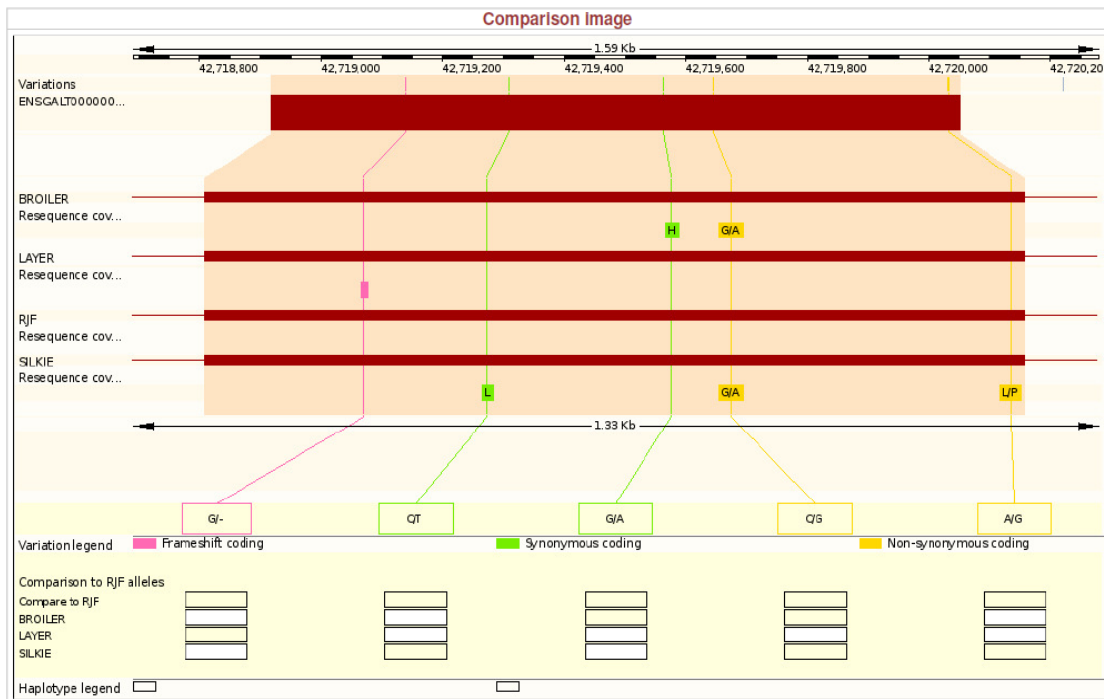 Comparison Image
1.59 Kb
42,718,800 42,719,000 42,719,200 42,719,400 42,719,600 42,719,800 42,720,000 42,720,20
Variations
ENSGALT000000...
BROILER
Resequence cov...
H G/A
LAYER
Resequence cov...
RJF
Resequence cov...
SILKIE
Resequence cov...
L G/A L/P
1.33 Kb
G/- C/T G/A C/G A/G
Variation legend Frameshift coding Synonymous coding Non-synonymous coding
Comparison to RJF alleles
Compare to RJF
BROILER
LAYER
SILKIE
Haplotype legend